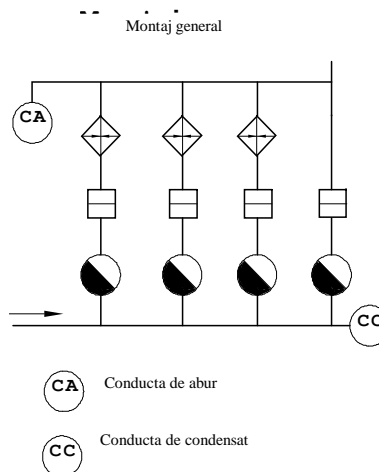 Montaj general
CA
CC
CA Conducta de abur
CC Conducta de condensat